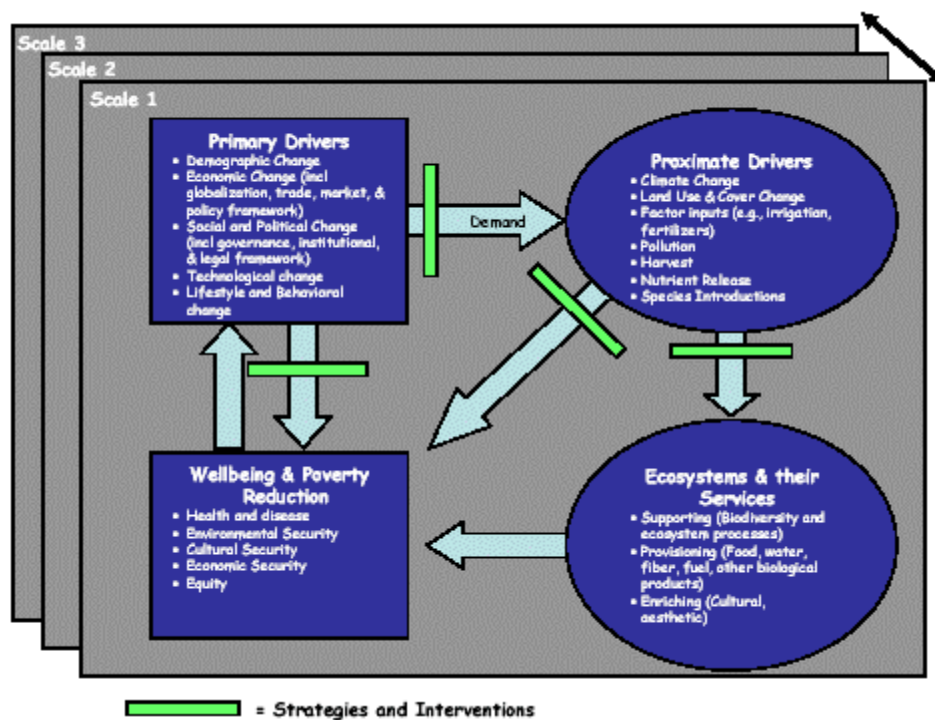 Scale 3
Scale 2
Scale 1
Primary Drivers
• Demographic Change
• Economic Change (incl
globalization, trade, market, &
policy framework)
• Social and Political Change
(incl governance, institutional,
& legal framework)
• Technological change
• Lifestyle and Behavioral
change
Demand
Proximate Drivers
• Climate Change
• Land Use & Cover Change
• Factor inputs (e.g., irrigation,
fertilizers)
• Pollution
• Harvest
• Nutrient Release
• Species Introductions
Wellbeing & Poverty
Reduction
• Health and disease
• Environmental Security
• Cultural Security
• Economic Security
• Equity
Ecosystems & their
Services
• Supporting (Biodiversity and
ecosystem processes)
• Provisioning (Food, water,
fiber, fuel, other biological
products)
• Enriching (Cultural,
aesthetic)
= Strategies and Interventions